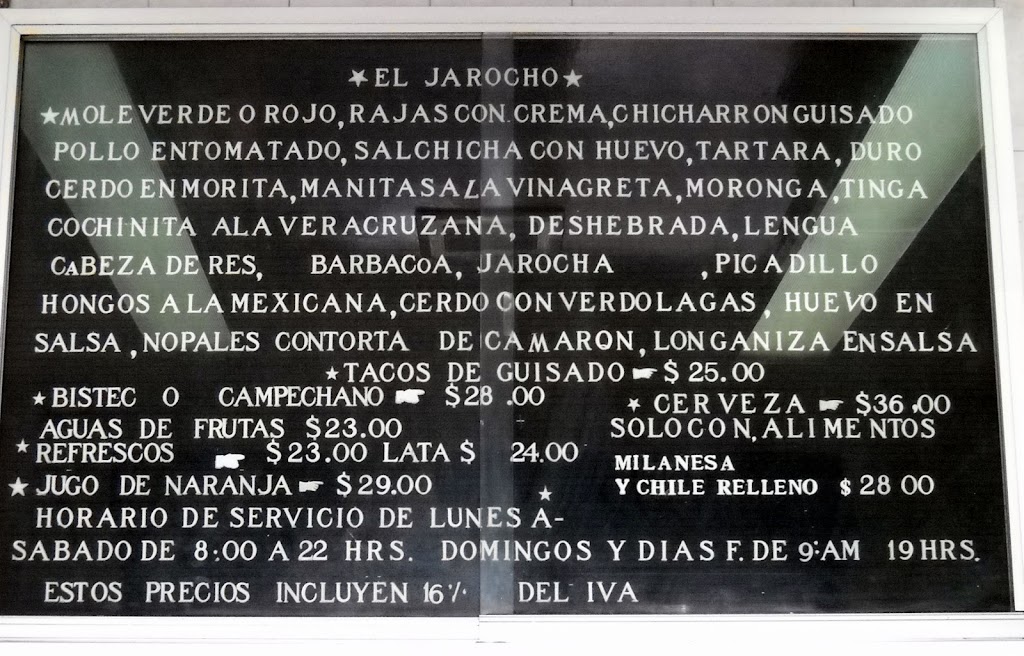 ★EL JAROCHO★
★MOLE VERDE O ROJO, RAJAS CON CREMA, CHICHARRON GUISADO
POLLO ENTOMATADO, SALCHICHA CON HUEVO, TARTARA, DURO
CERDO EN MORITA, MANITAS A LA VINAGRETA, MORONGA, TINGA
COCHINITA A LA VERACRUZANA, DESHEBRADA, LENGUA
CABEZA DE RES, BARBACOA, JAROCHA , PICADILLO
HONGOS A LA MEXICANA, CERDO CON VERDOLAGAS, HUEVO EN
SALSA, NOPALES CON TORTA DE CAMARON, LONGANIZA EN SALSA
★TACOS DE GUISADO ☛ $ 25.00
★BISTEC O CAMPECHANO ☛ $28.00
★ CERVEZA ☛ $36.00
AGUAS DE FRUTAS $23.00
SOLO CON ALIMENTOS
★REFRESCOS ☛ $23.00 LATA $ 24.00
MILANESA
★JUGO DE NARANJA ☛ $29.00
★ Y CHILE RELLENO $ 28 00
HORARIO DE SERVICIO DE LUNES A-
SABADO DE 8:00 A 22 HRS. DOMINGOS Y DIAS F. DE 9:AM 19 HRS.
ESTOS PRECIOS INCLUYEN 16% DEL IVA